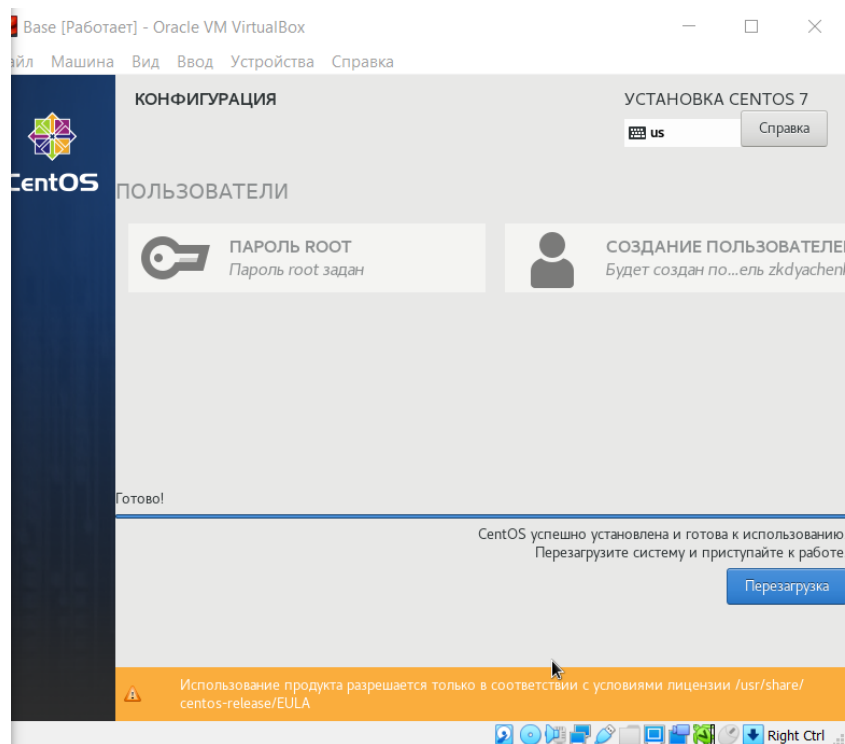 Base [Работает] - Oracle VM VirtualBox
айл Машина Вид Ввод Устройства Справка
КОНФИГУРАЦИЯ
УСТАНОВКА CENTOS 7
us
Справка
CentOS
ПОЛЬЗОВАТЕЛИ
ПАРОЛЬ ROOT
Пароль root задан
СОЗДАНИЕ ПОЛЬЗОВАТЕЛЕ
Будет создан по...ель zkdyachen
Готово!
CentOS успешно установлена и готова к использованию
Перезагрузите систему и приступайте к работе
Перезагрузка
Использование продукта разрешается только в соответствии с условиями лицензии /usr/share/
centos-release/EULA
Right Ctrl